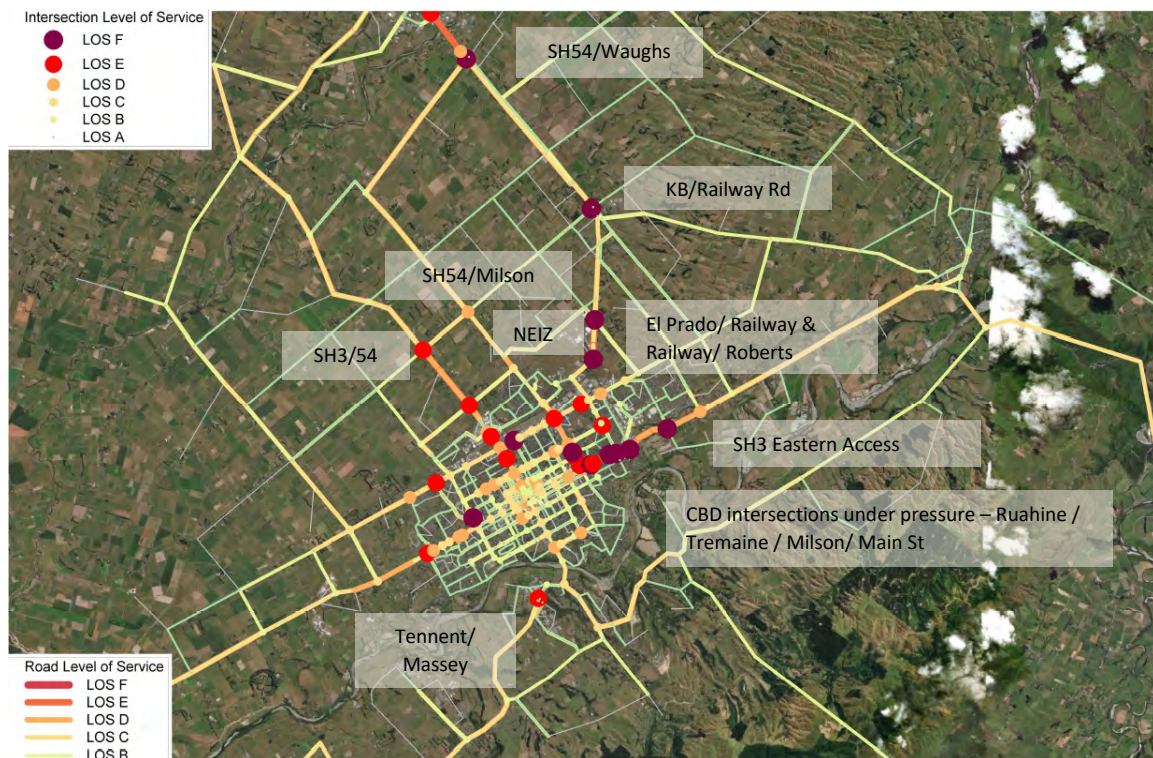 Intersection Level of Service
LOS F
LOS E
LOS D
LOS C
LOS B
LOS A
SH54/Waughs
KB/Railway Rd
SH54/Milson
NEIZ
El Prado/ Railway &
Railway/ Roberts
SH3/54
SH3 Eastern Access
CBD intersections under pressure – Ruahine /
Tremaine / Milson/ Main St
Tennent/
Massey
Road Level of Service
LOS F
LOS E
LOS D
LOS C
LOS B